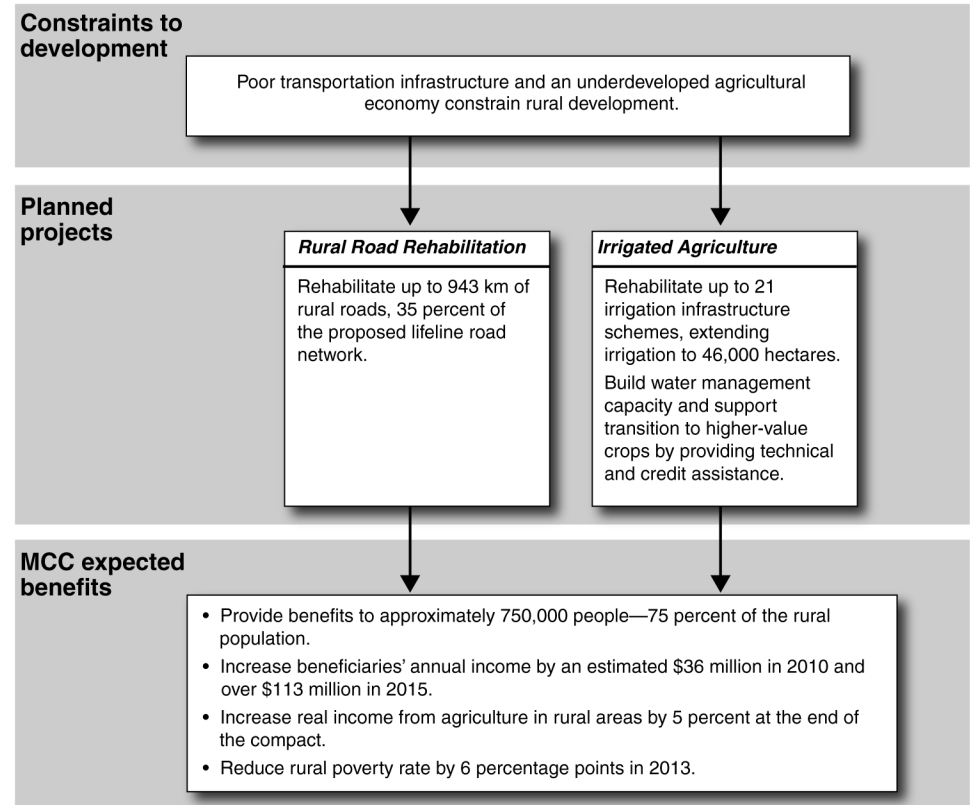 Constraints to
development
Poor transportation infrastructure and an underdeveloped agricultural
economy constrain rural development.
Planned
projects
Rural Road Rehabilitation
Rehabilitate up to 943 km of
rural roads, 35 percent of
the proposed lifeline road
network.
Irrigated Agriculture
Rehabilitate up to 21
irrigation infrastructure
schemes, extending
irrigation to 46,000 hectares.
Build water management
capacity and support
transition to higher-value
crops by providing technical
and credit assistance.
MCC expected
benefits
• Provide benefits to approximately 750,000 people—75 percent of the rural
population.
• Increase beneficiaries’ annual income by an estimated $36 million in 2010 and
over $113 million in 2015.
• Increase real income from agriculture in rural areas by 5 percent at the end of
the compact.
• Reduce rural poverty rate by 6 percentage points in 2013.